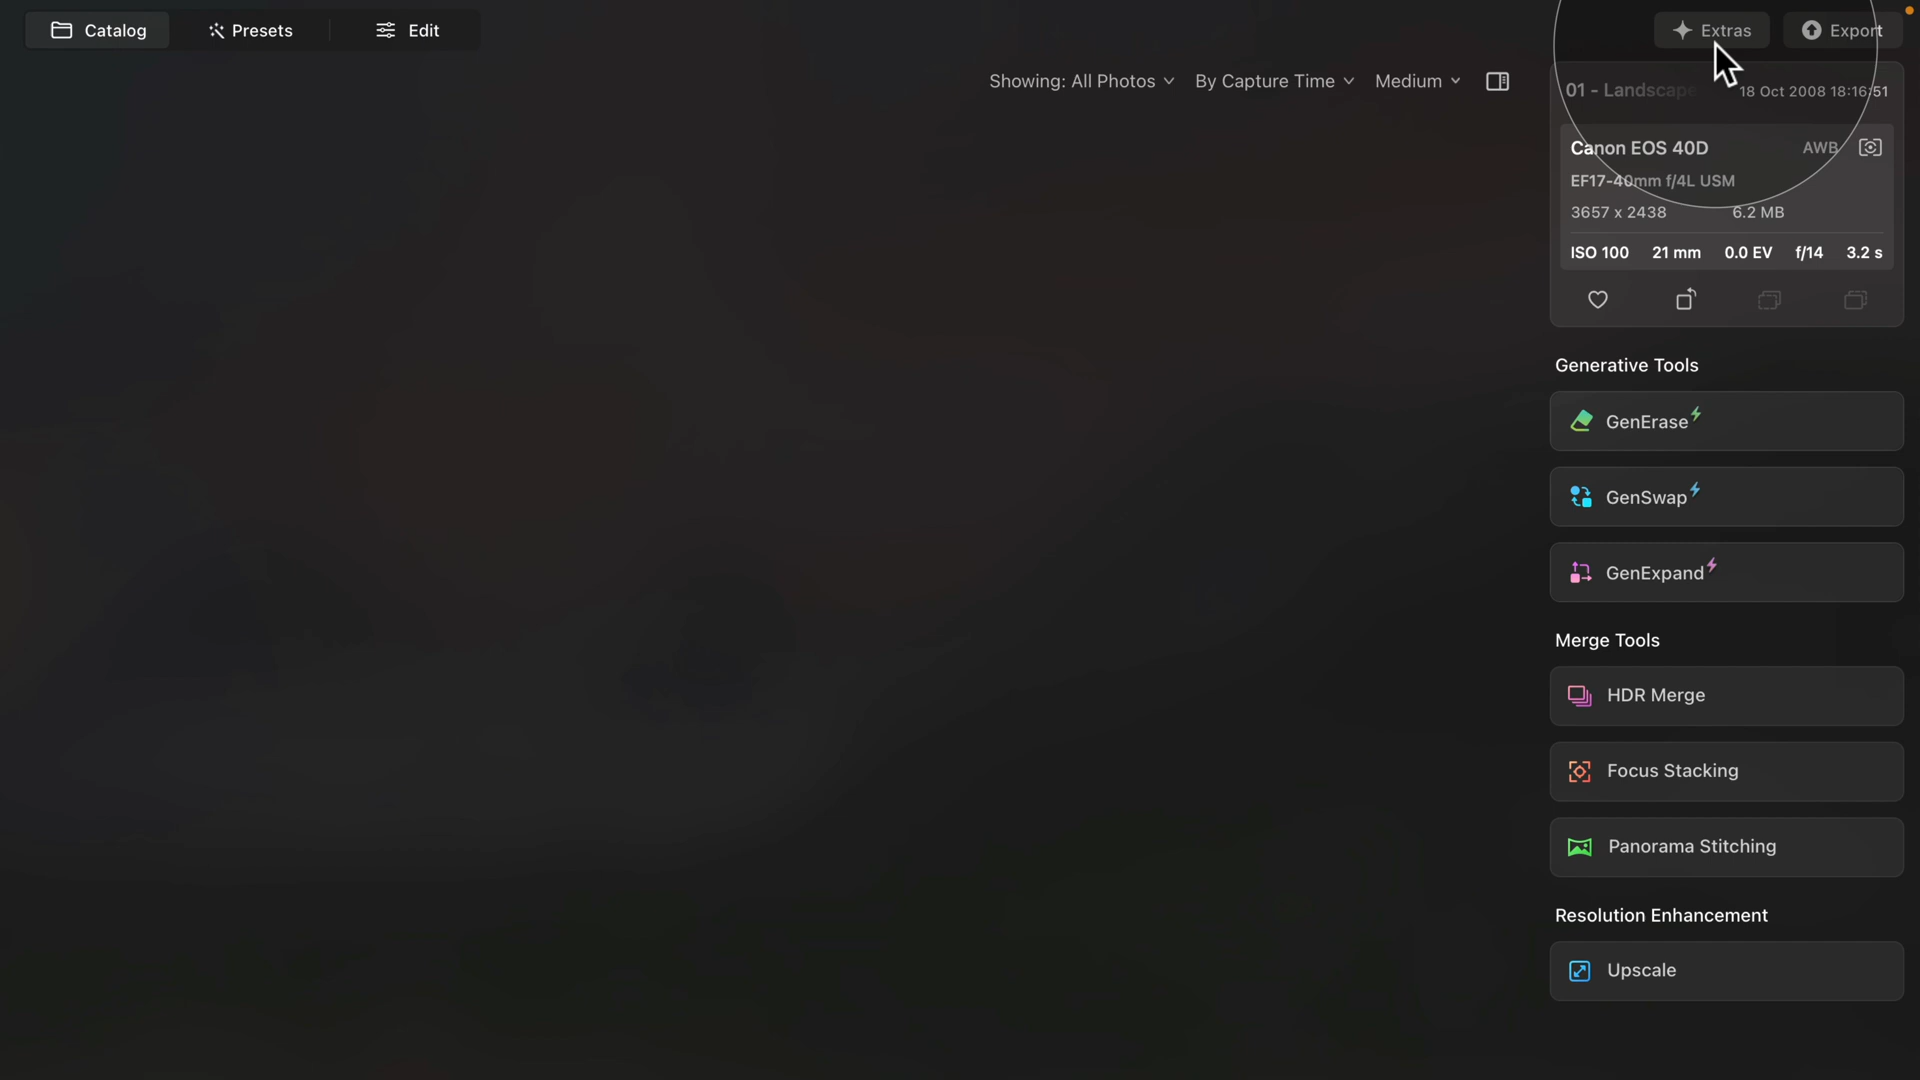 Catalog
Presets
Edit
Extras
Export
Showing: All Photos
By Capture Time
Medium
01 - Landscape
18 Oct 2008 18:16:51
Canon EOS 40D
AWB
EF17-40mm f/4L USM
3657 x 2438
6.2 MB
ISO 100
21 mm
0.0 EV
f/14
3.2 s
Generative Tools
GenErase
GenSwap
GenExpand
Merge Tools
HDR Merge
Focus Stacking
Panorama Stitching
Resolution Enhancement
Upscale